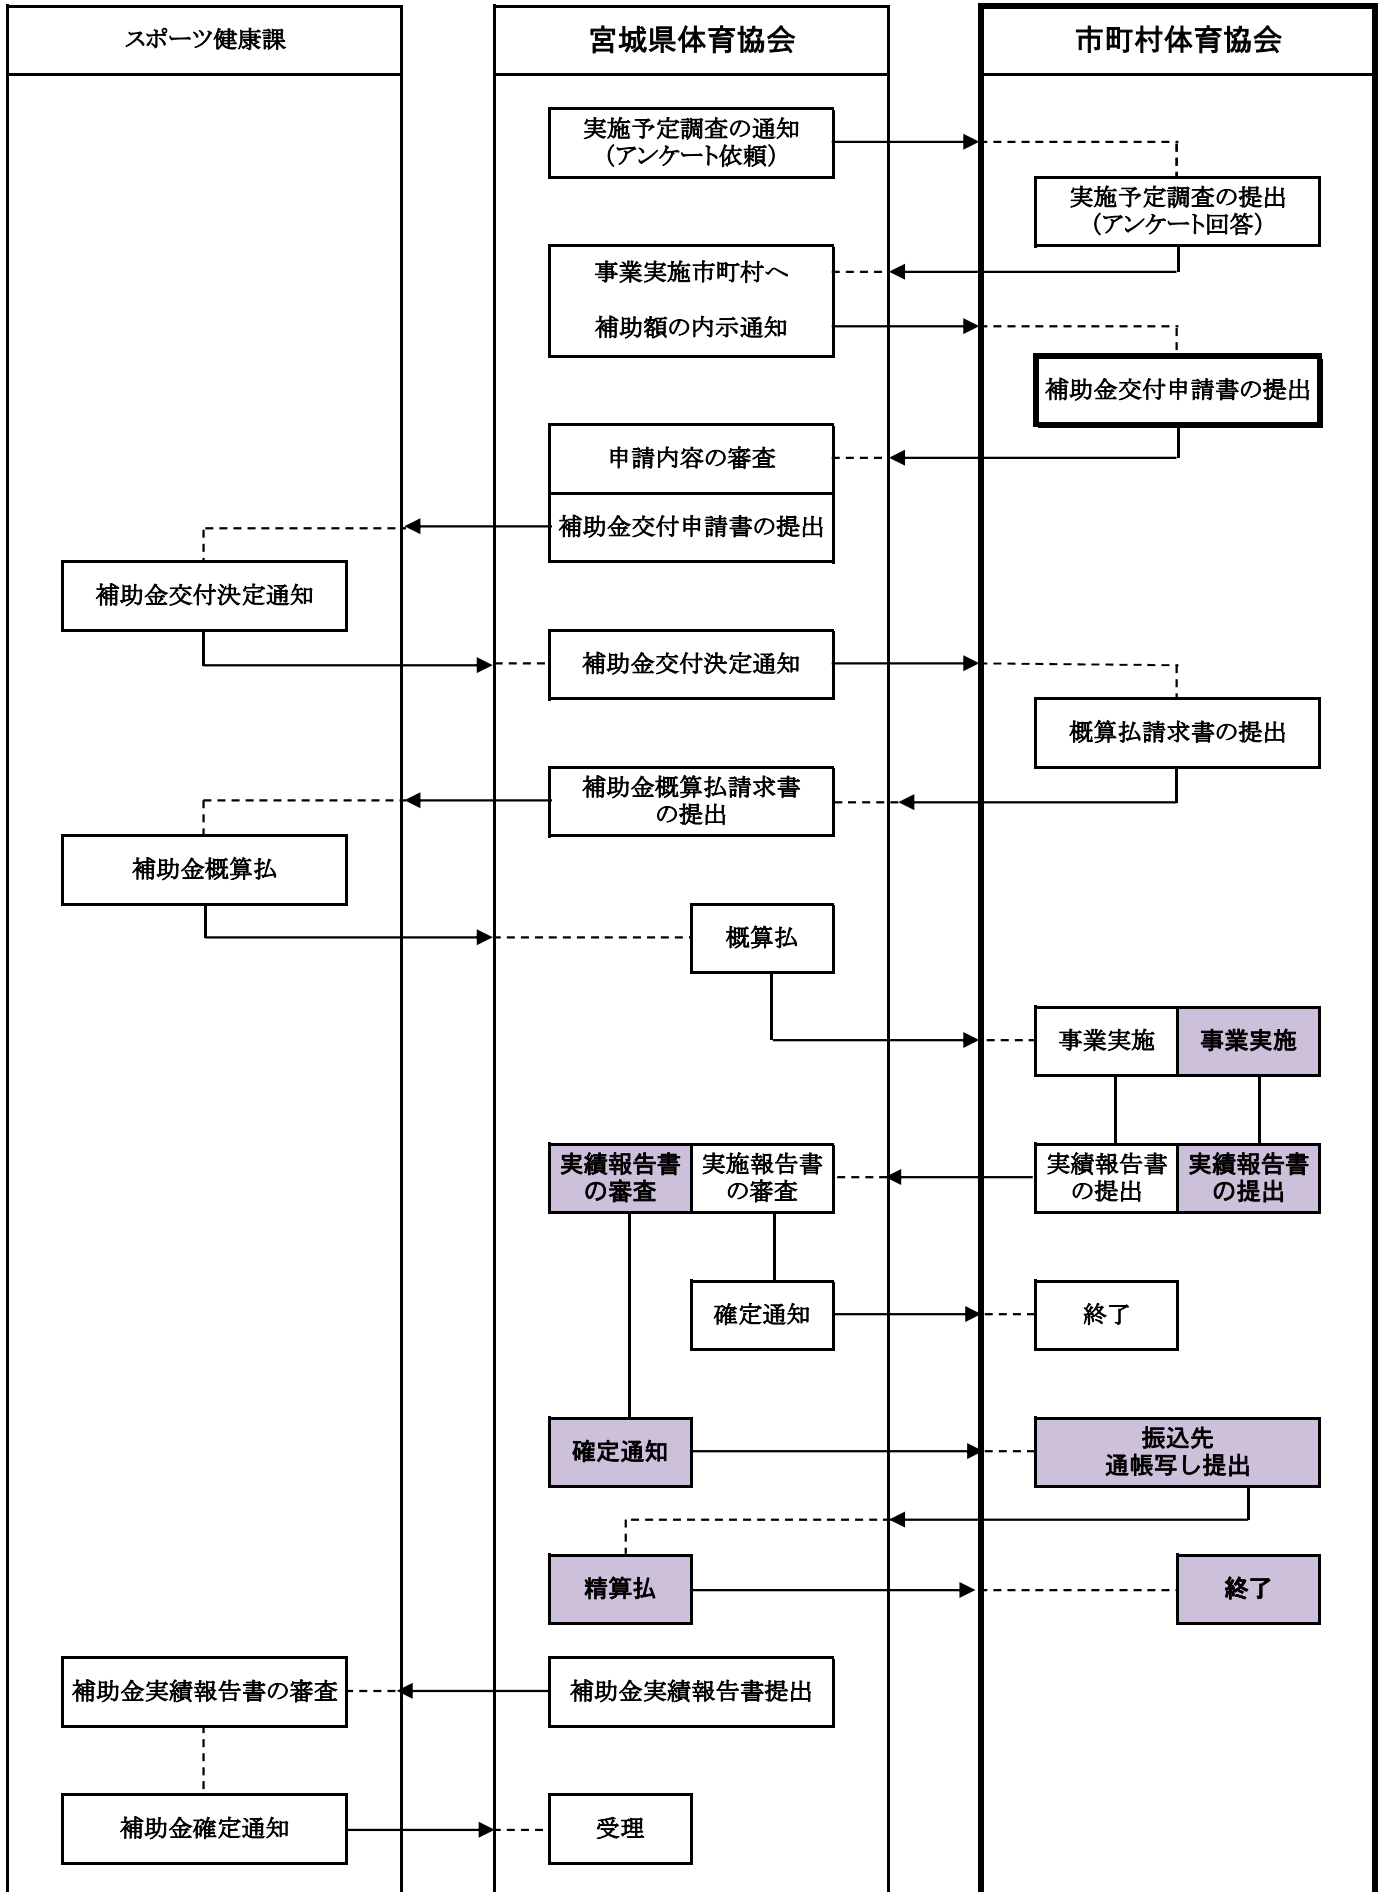 スポーツ健康課
宮城県体育協会
市町村体育協会
実施予定調査の通知
(アンケート依頼)
実施予定調査の提出
(アンケート回答)
事業実施市町村へ
補助額の内示通知
補助金交付申請書の提出
申請内容の審査
補助金交付申請書の提出
補助金交付決定通知
補助金交付決定通知
概算払請求書の提出
補助金概算払請求書
の提出
補助金概算払
概算払
事業実施
事業実施
実績報告書
の審査
実施報告書
の審査
実績報告書
の提出
実績報告書
の提出
確定通知
終了
確定通知
振込先
通帳写し提出
精算払
終了
補助金実績報告書の審査
補助金実績報告書提出
補助金確定通知
受理